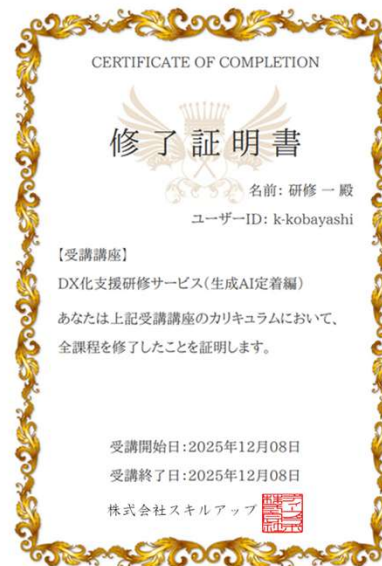 CERTIFICATE OF COMPLETION
修了証明書
名前: 研修 一 殿
ユーザーID: k-kobayashi
【受講講座】
DX化支援研修サービス(生成AI定着編)
あなたは上記受講講座のカリキュラムにおいて、
全課程を修了したことを証明します。
受講開始日:2025年12月08日
受講終了日:2025年12月08日
株式会社スキルアップ